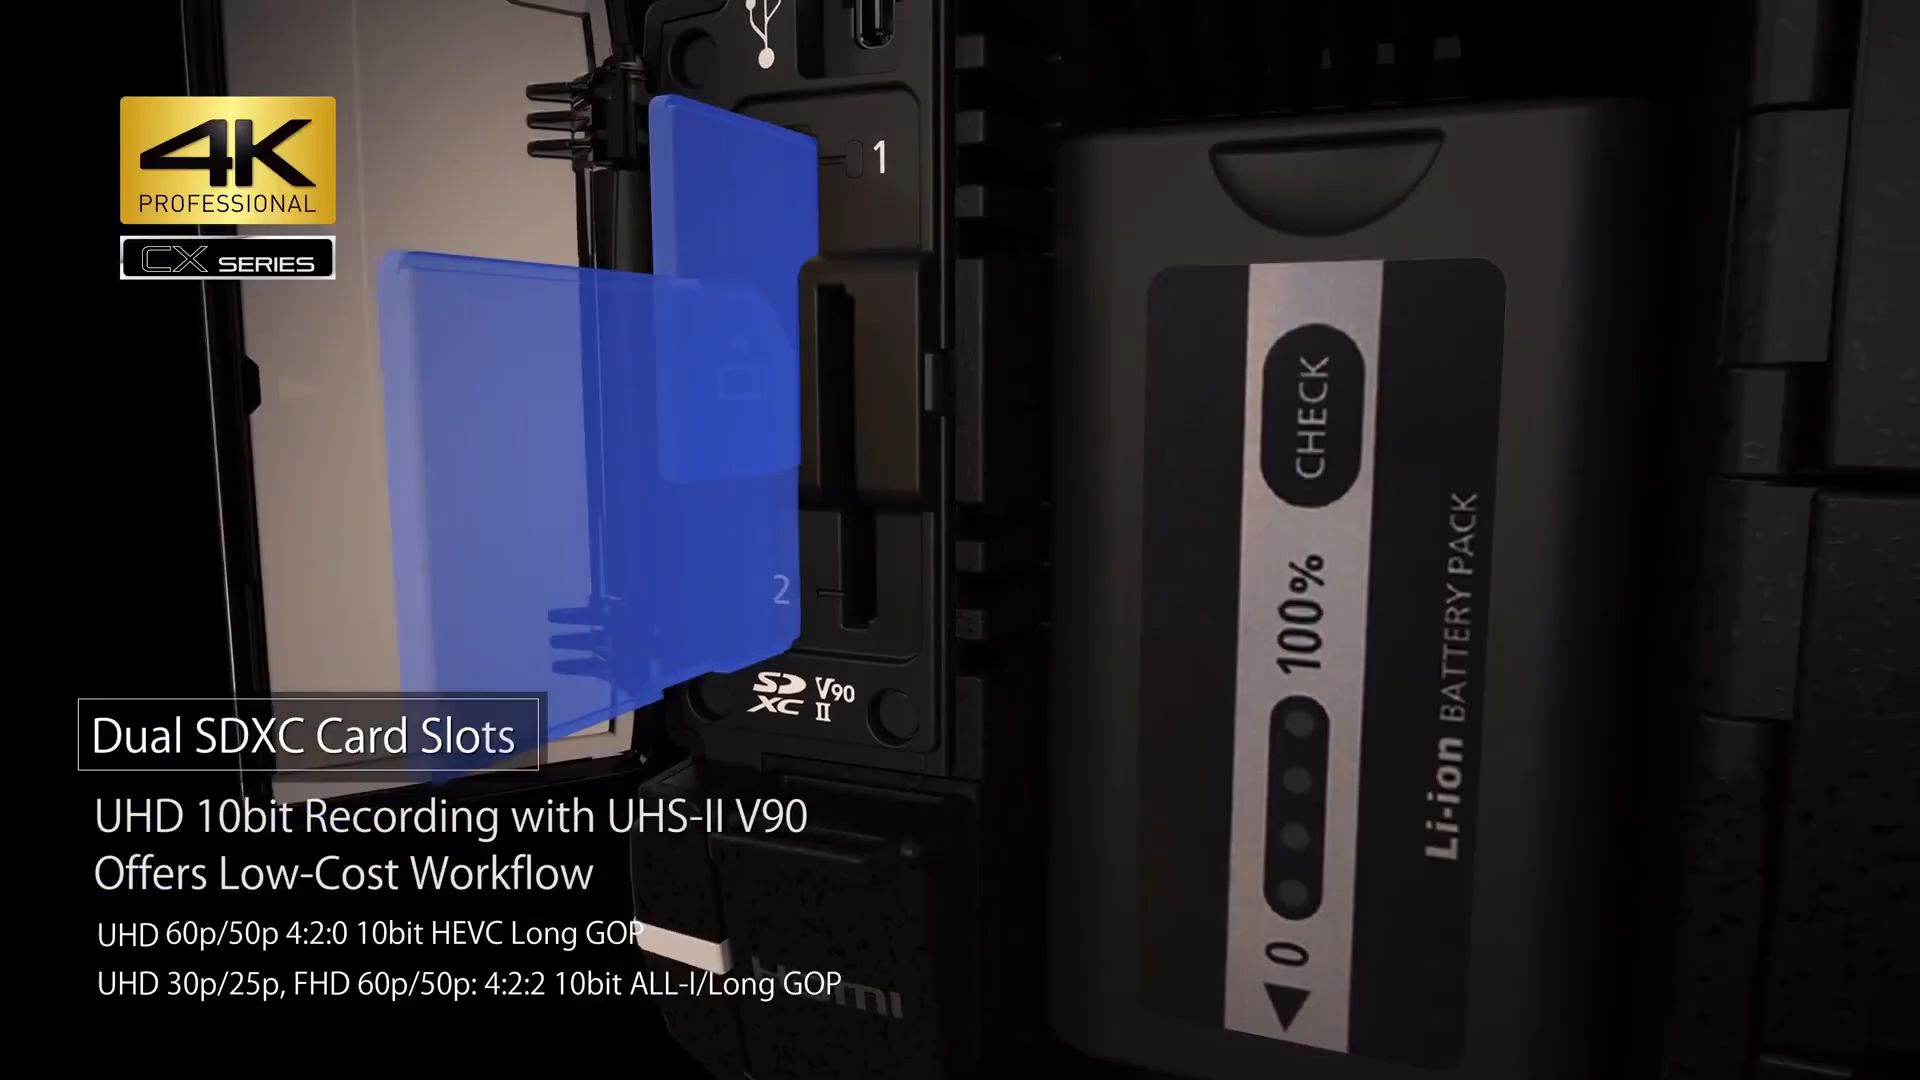 4K
PROFESSIONAL
CX SERIES
1
2
SD
XC
V90
II
CHECK
100%
0
Li-ion BATTERY PACK
Dual SDXC Card Slots
UHD 10bit Recording with UHS-II V90
Offers Low-Cost Workflow
UHD 60p/50p 4:2:0 10bit HEVC Long GOP
UHD 30p/25p, FHD 60p/50p: 4:2:2 10bit ALL-I/Long GOP